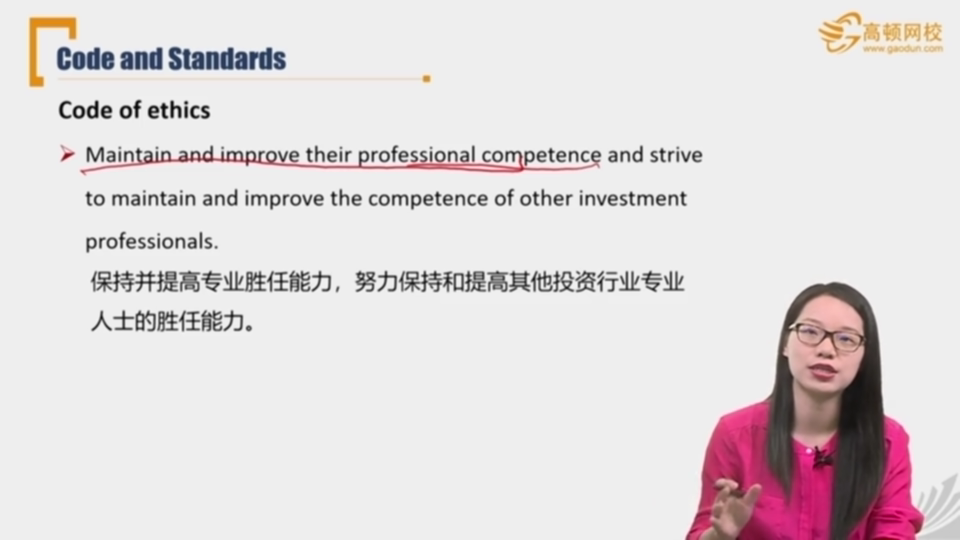 Code and Standards
高顿网校
www.gaodun.com
Code of ethics
Maintain and improve their professional competence and strive
to maintain and improve the competence of other investment
professionals.
保持并提高专业胜任能力，努力保持和提高其他投资行业专业
人士的胜任能力。